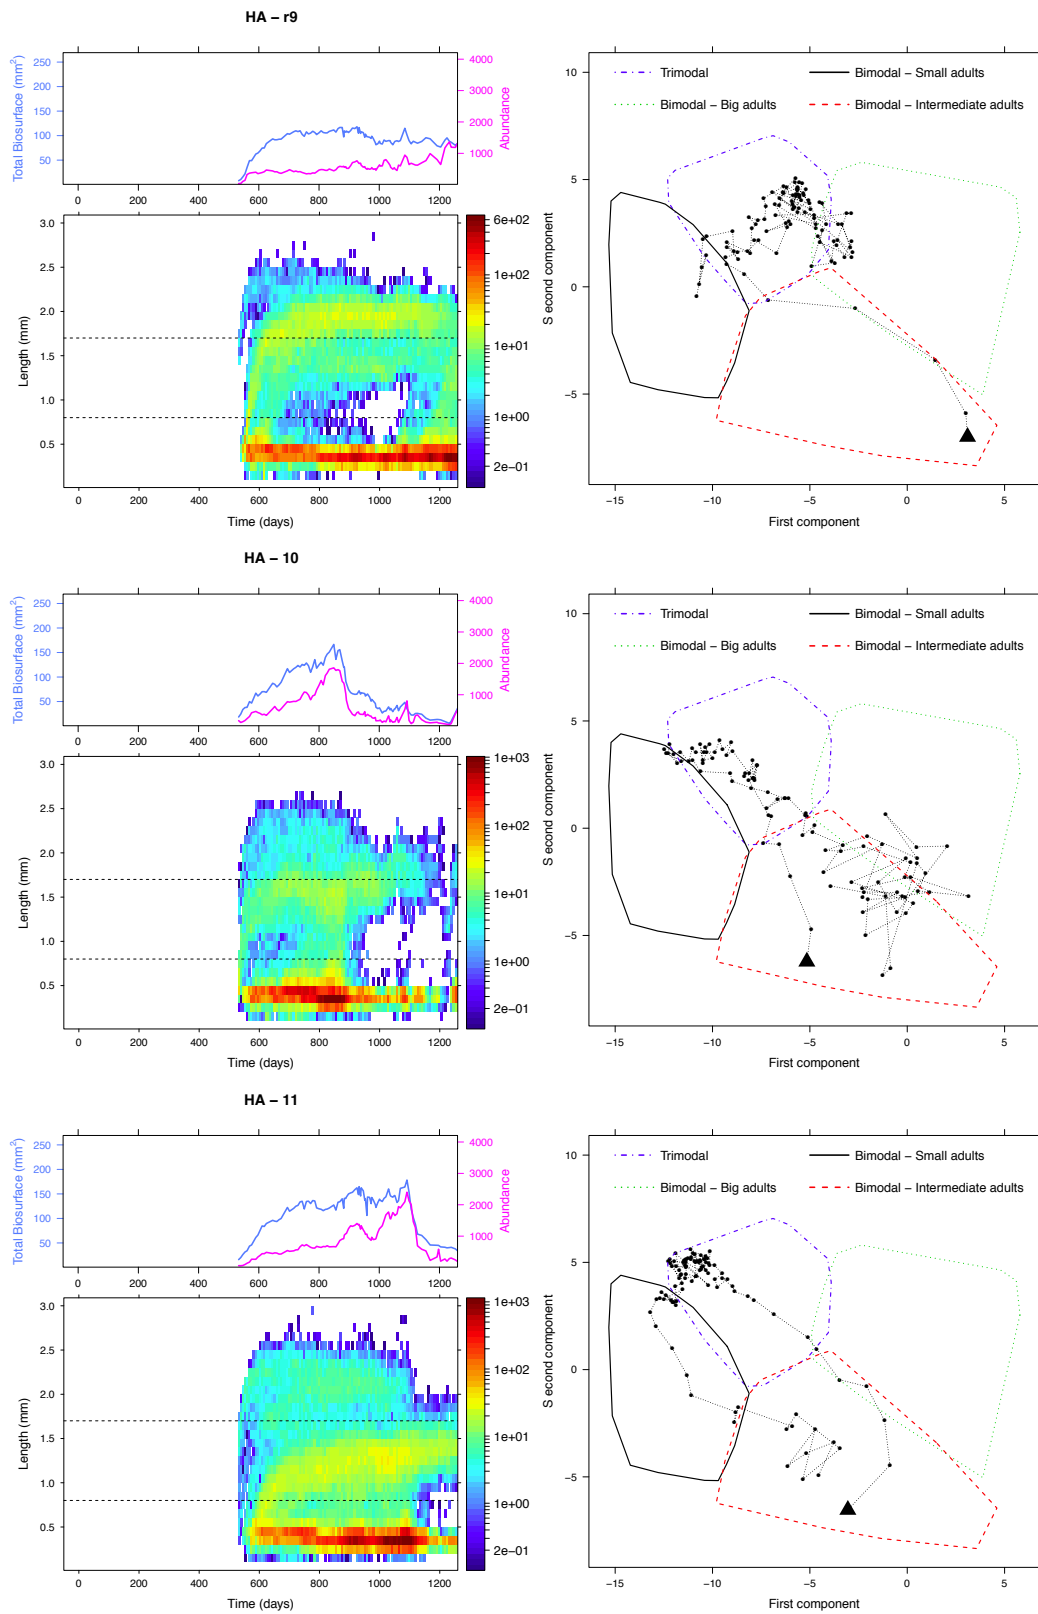 HA – r9
Total Biosurface (mm²)
50
100
150
200
250
1000
2000
3000
4000
Abundance
Length (mm)
0.5
1.0
1.5
2.0
2.5
3.0
6e+02
1e+02
1e+01
1e+00
2e−01
0 200 400 600 800 1000 1200
Time (days)
Trimodal
Bimodal − Small adults
Bimodal − Big adults
Bimodal − Intermediate adults
S econd component
10
5
0
−5
−15 −10 −5 0 5
First component
HA – 10
Total Biosurface (mm²)
50
100
150
200
250
1000
2000
3000
4000
Abundance
Length (mm)
0.5
1.0
1.5
2.0
2.5
3.0
1e+03
1e+02
1e+01
1e+00
2e−01
0 200 400 600 800 1000 1200
Time (days)
Trimodal
Bimodal − Small adults
Bimodal − Big adults
Bimodal − Intermediate adults
S econd component
10
5
0
−5
−15 −10 −5 0 5
First component
HA – 11
Total Biosurface (mm²)
50
100
150
200
250
1000
2000
3000
4000
Abundance
Length (mm)
0.5
1.0
1.5
2.0
2.5
3.0
1e+03
1e+02
1e+01
1e+00
2e−01
0 200 400 600 800 1000 1200
Time (days)
Trimodal
Bimodal − Small adults
Bimodal − Big adults
Bimodal − Intermediate adults
S econd component
10
5
0
−5
−15 −10 −5 0 5
First component